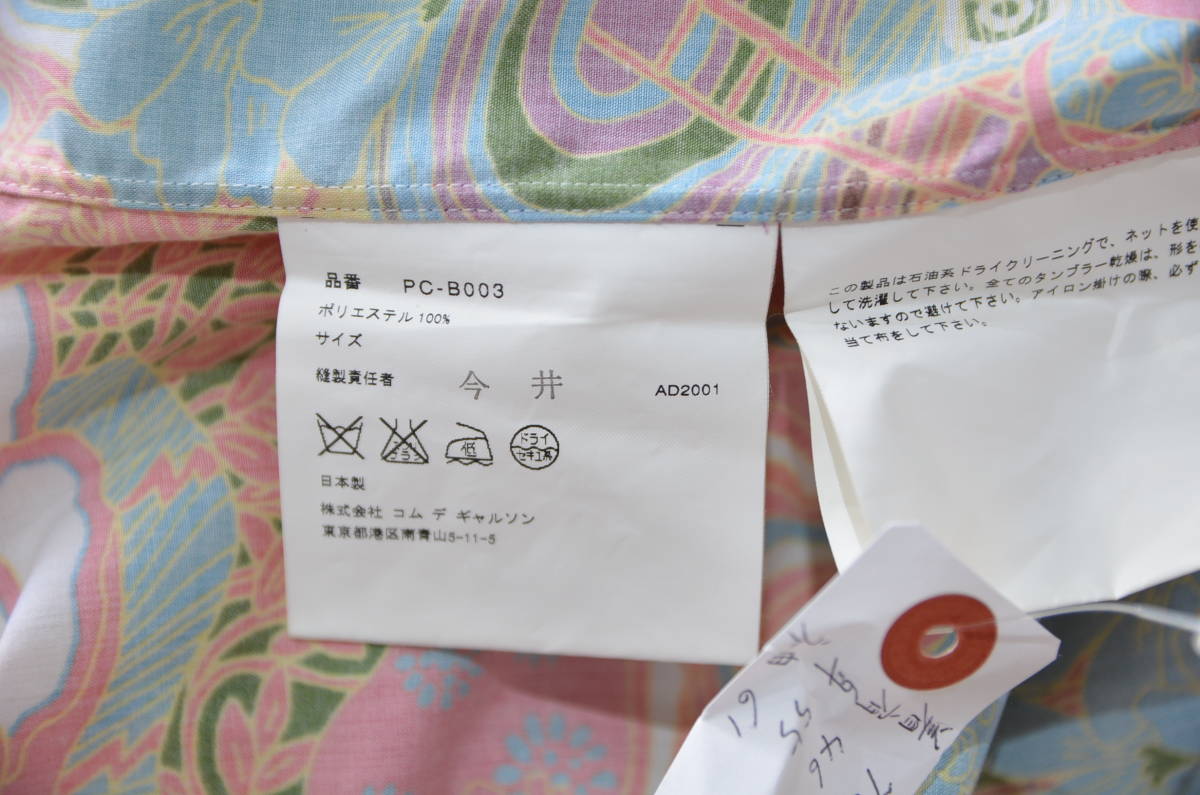 品番 PC-B003
ポリエステル100%
サイズ
縫製責任者 今 井 AD2001
低 ドライ セキユ系
日本製
株式会社 コム デ ギャルソン
東京都港区南青山5-11-5
この製品は石油系ドライクリーニングで、ネットを使
して洗濯して下さい。全てのタンブラー乾燥は、形を
ないますので避けて下さい。アイロン掛けの際、必ず
当て布をして下さい。
19